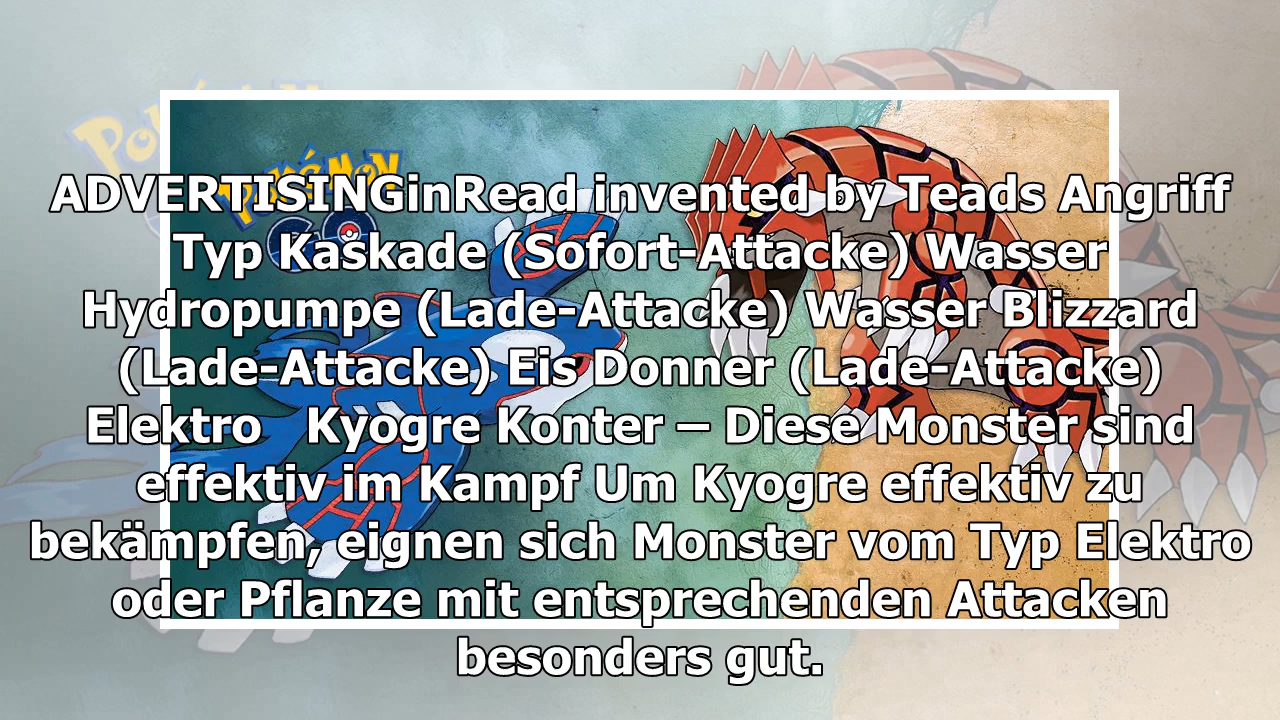 Pokémon
GO
ADVERTISINGinRead invented by Teads Angriff
Typ Kaskade (Sofort-Attacke) Wasser
Hydropumpe (Lade-Attacke) Wasser Blizzard
(Lade-Attacke) Eis Donner (Lade-Attacke)
Elektro   Kyogre Konter – Diese Monster sind
effektiv im Kampf Um Kyogre effektiv zu
bekämpfen, eignen sich Monster vom Typ Elektro
oder Pflanze mit entsprechenden Attacken
besonders gut.